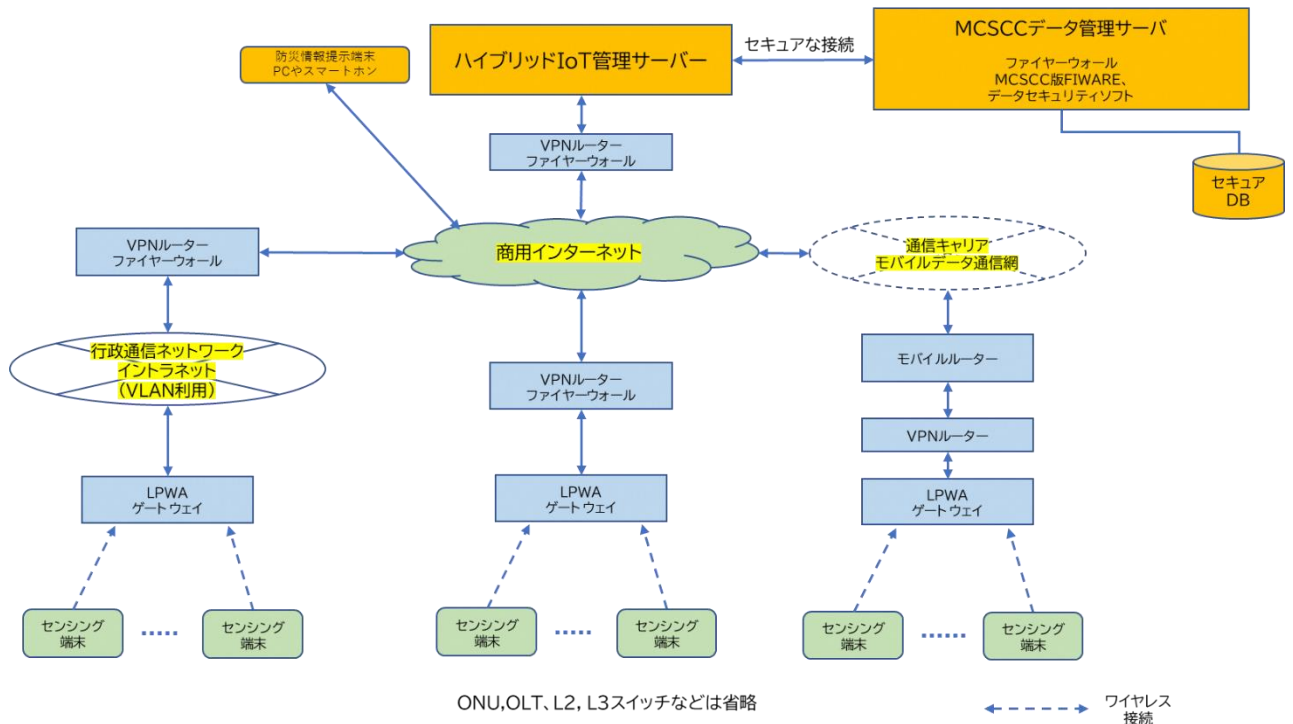 防災情報提示端末
PCやスマートホン
ハイブリッドIoT管理サーバー
セキュアな接続
MCSCCデータ管理サーバ
ファイヤーウォール
MCSCC版FIWARE、
データセキュリティソフト
VPNルーター
ファイヤーウォール
セキュア
DB
VPNルーター
ファイヤーウォール
商用インターネット
通信キャリア
モバイルデータ通信網
行政通信ネットワーク
イントラネット
（VLAN利用）
VPNルーター
ファイヤーウォール
モバイルルーター
VPNルーター
LPWA
ゲートウェイ
LPWA
ゲートウェイ
LPWA
ゲートウェイ
センシング
端末
.....
センシング
端末
センシング
端末
.....
センシング
端末
センシング
端末
......
センシング
端末
ONU,OLT、L2, L3スイッチなどは省略
ワイヤレス
接続